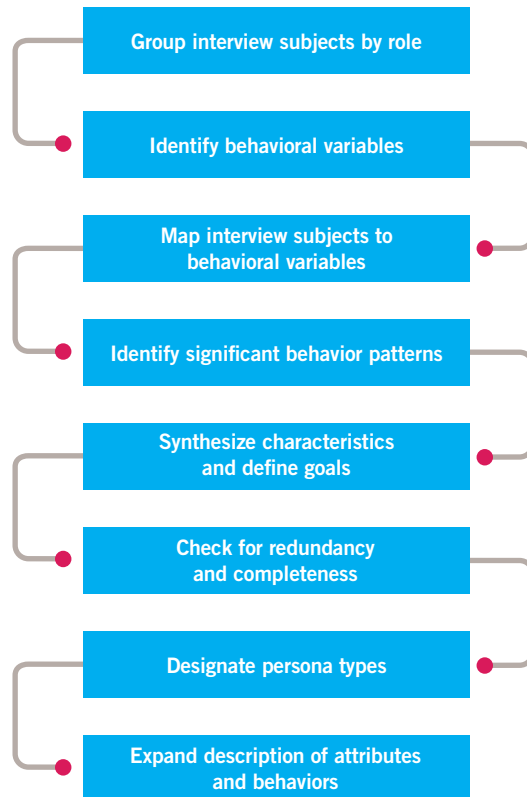 Group interview subjects by role
Identify behavioral variables
Map interview subjects to
behavioral variables
Identify significant behavior patterns
Synthesize characteristics
and define goals
Check for redundancy
and completeness
Designate persona types
Expand description of attributes
and behaviors